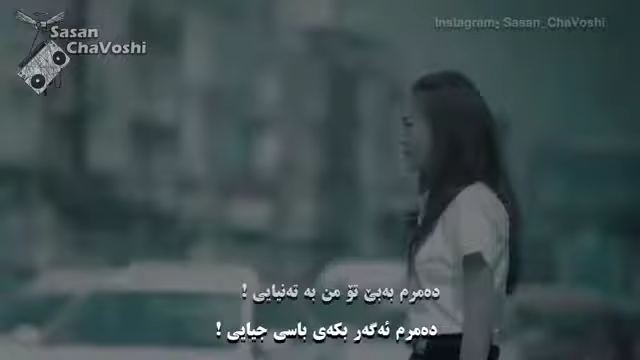 Sasan
ChaVoshi
Instagram: Sasan_ChaVoshi
دەمرم بەبێ تۆ من بە تەنیایی !
دەمرم ئەگەر بکەی باسی جیایی !